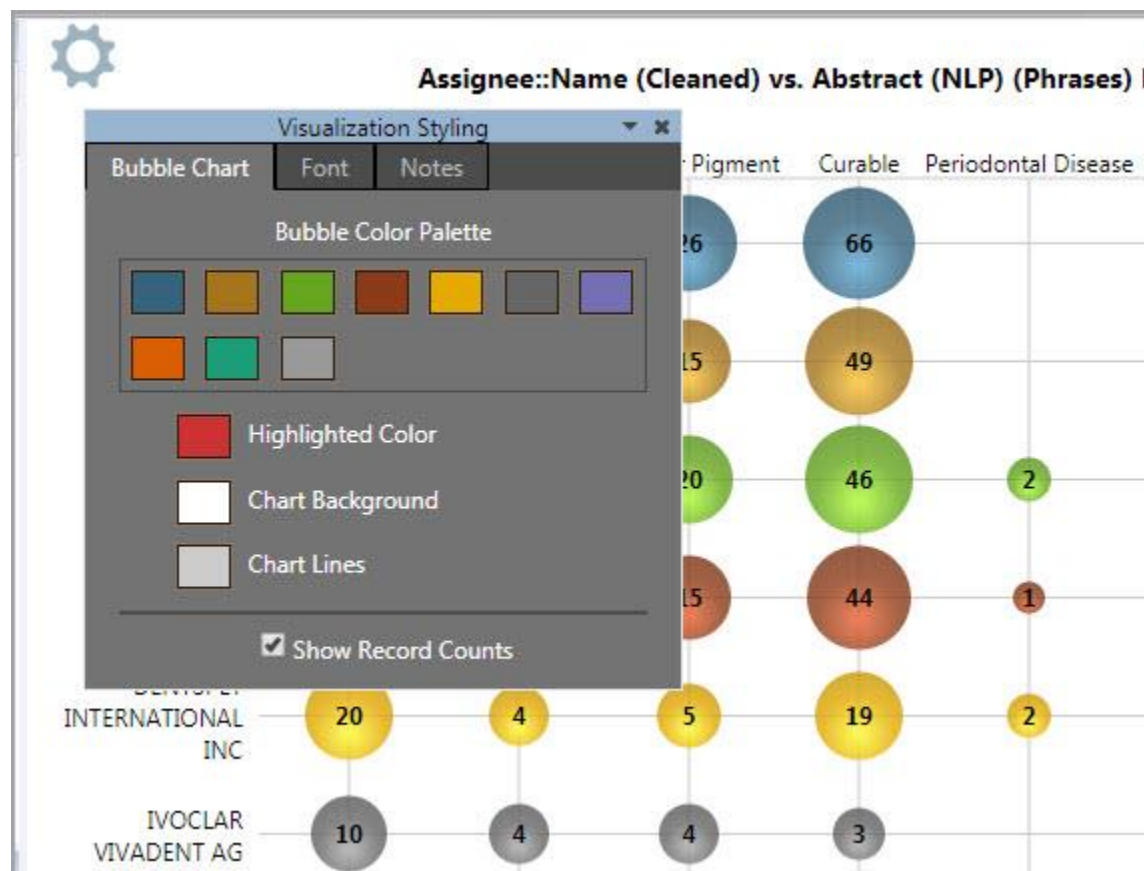 Assignee::Name (Cleaned) vs. Abstract (NLP) (Phrases)
Visualization Styling
Bubble Chart Font Notes
Pigment Curable Periodontal Disease
Bubble Color Palette
26 66
15 49
Highlighted Color
Chart Background
20 46 2
Chart Lines
15 44 1
Show Record Counts
INTERNATIONAL
INC
20 4 5 19 2
IVOCLAR
VIVADENT AG
10 4 4 3